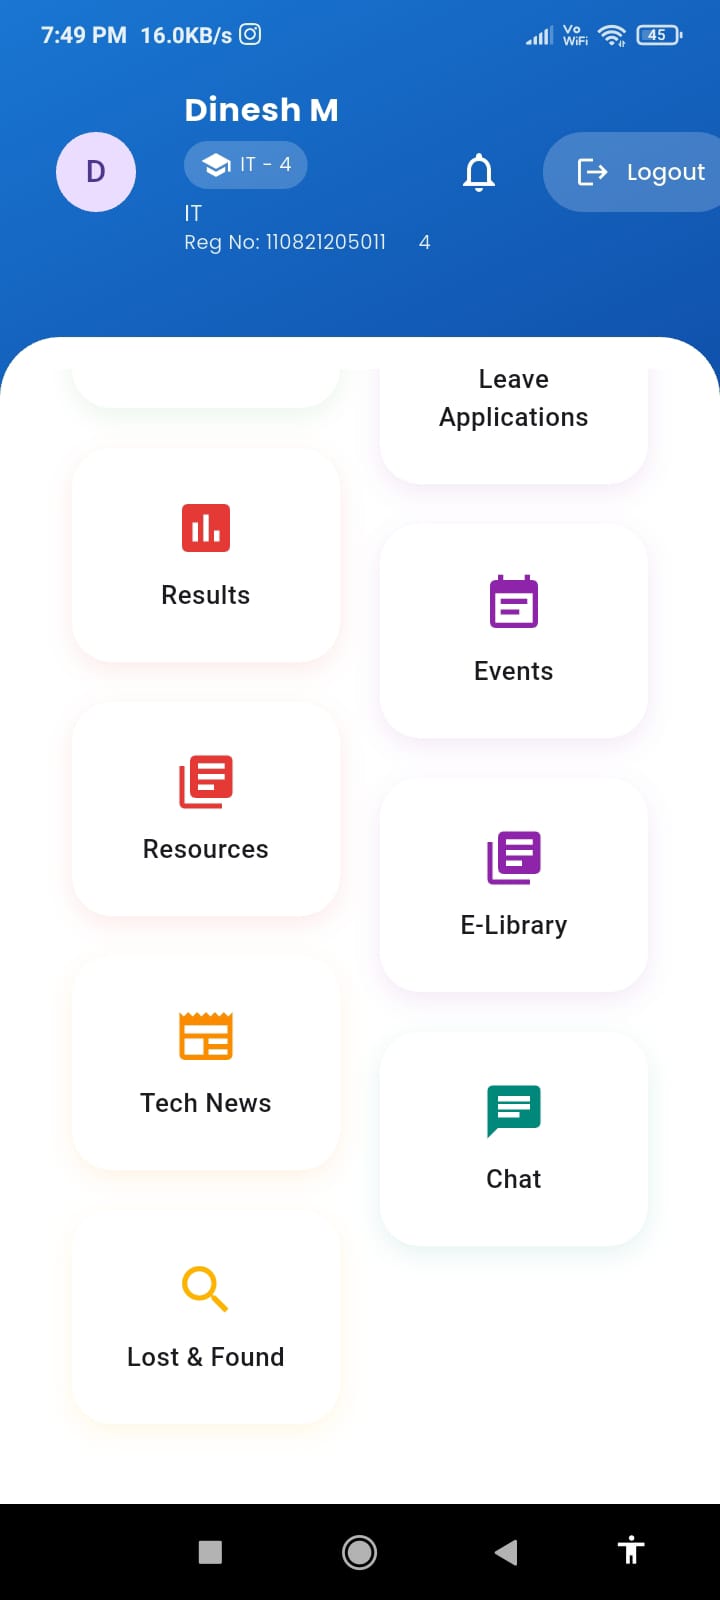 7:49 PM 16.0KB/s
Vo
WiFi
45
Dinesh M
D
IT - 4
Logout
IT
Reg No: 110821205011 4
Leave
Applications
Results
Events
Resources
E-Library
Tech News
Chat
Lost & Found